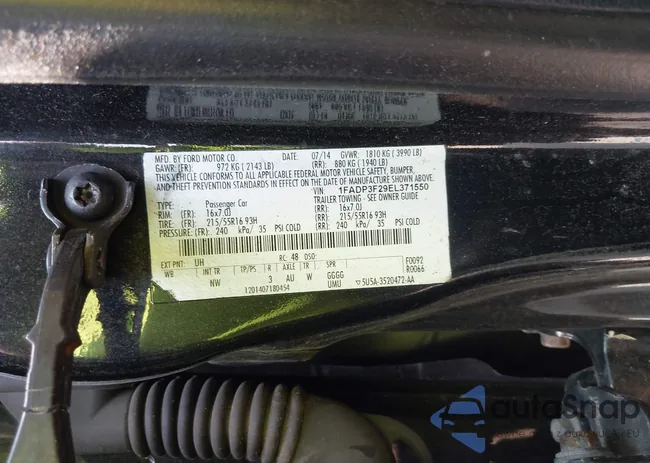 MFD. BY FORD MOTOR CO. DATE: 07/14 GVWR: 1810 KG ( 3990 LB)
GAWR: (FR): 972 KG ( 2143 LB) (RR): 880 KG ( 1940 LB)
THIS VEHICLE CONFORMS TO ALL APPLICABLE FEDERAL MOTOR VEHICLE SAFETY, BUMPER,
AND THEFT PREVENTION STANDARDS IN EFFECT ON THE DATE OF MANUFACTURE SHOWN ABOVE.
VIN: 1FADP3F29EL371550
TYPE: Passenger Car TRAILER TOWING - SEE OWNER GUIDE
RIM: (FR) 16x7.0J (RR): 16x7.0J
TIRE: (FR) 215/55R16 93H (RR): 215/55R16 93H
PRESSURE: (FR) 240 kPa/ 35 PSI COLD (RR): 240 kPa/ 35 PSI COLD
EXT PNT: UH RC: 48 DSO: F0092
WB INT TR TP/PS R AXLE TR SPR R0066
NW 3 AU W GGGG
1201407180454 UMU ▽5U5A-3520472-AA
autoSnap